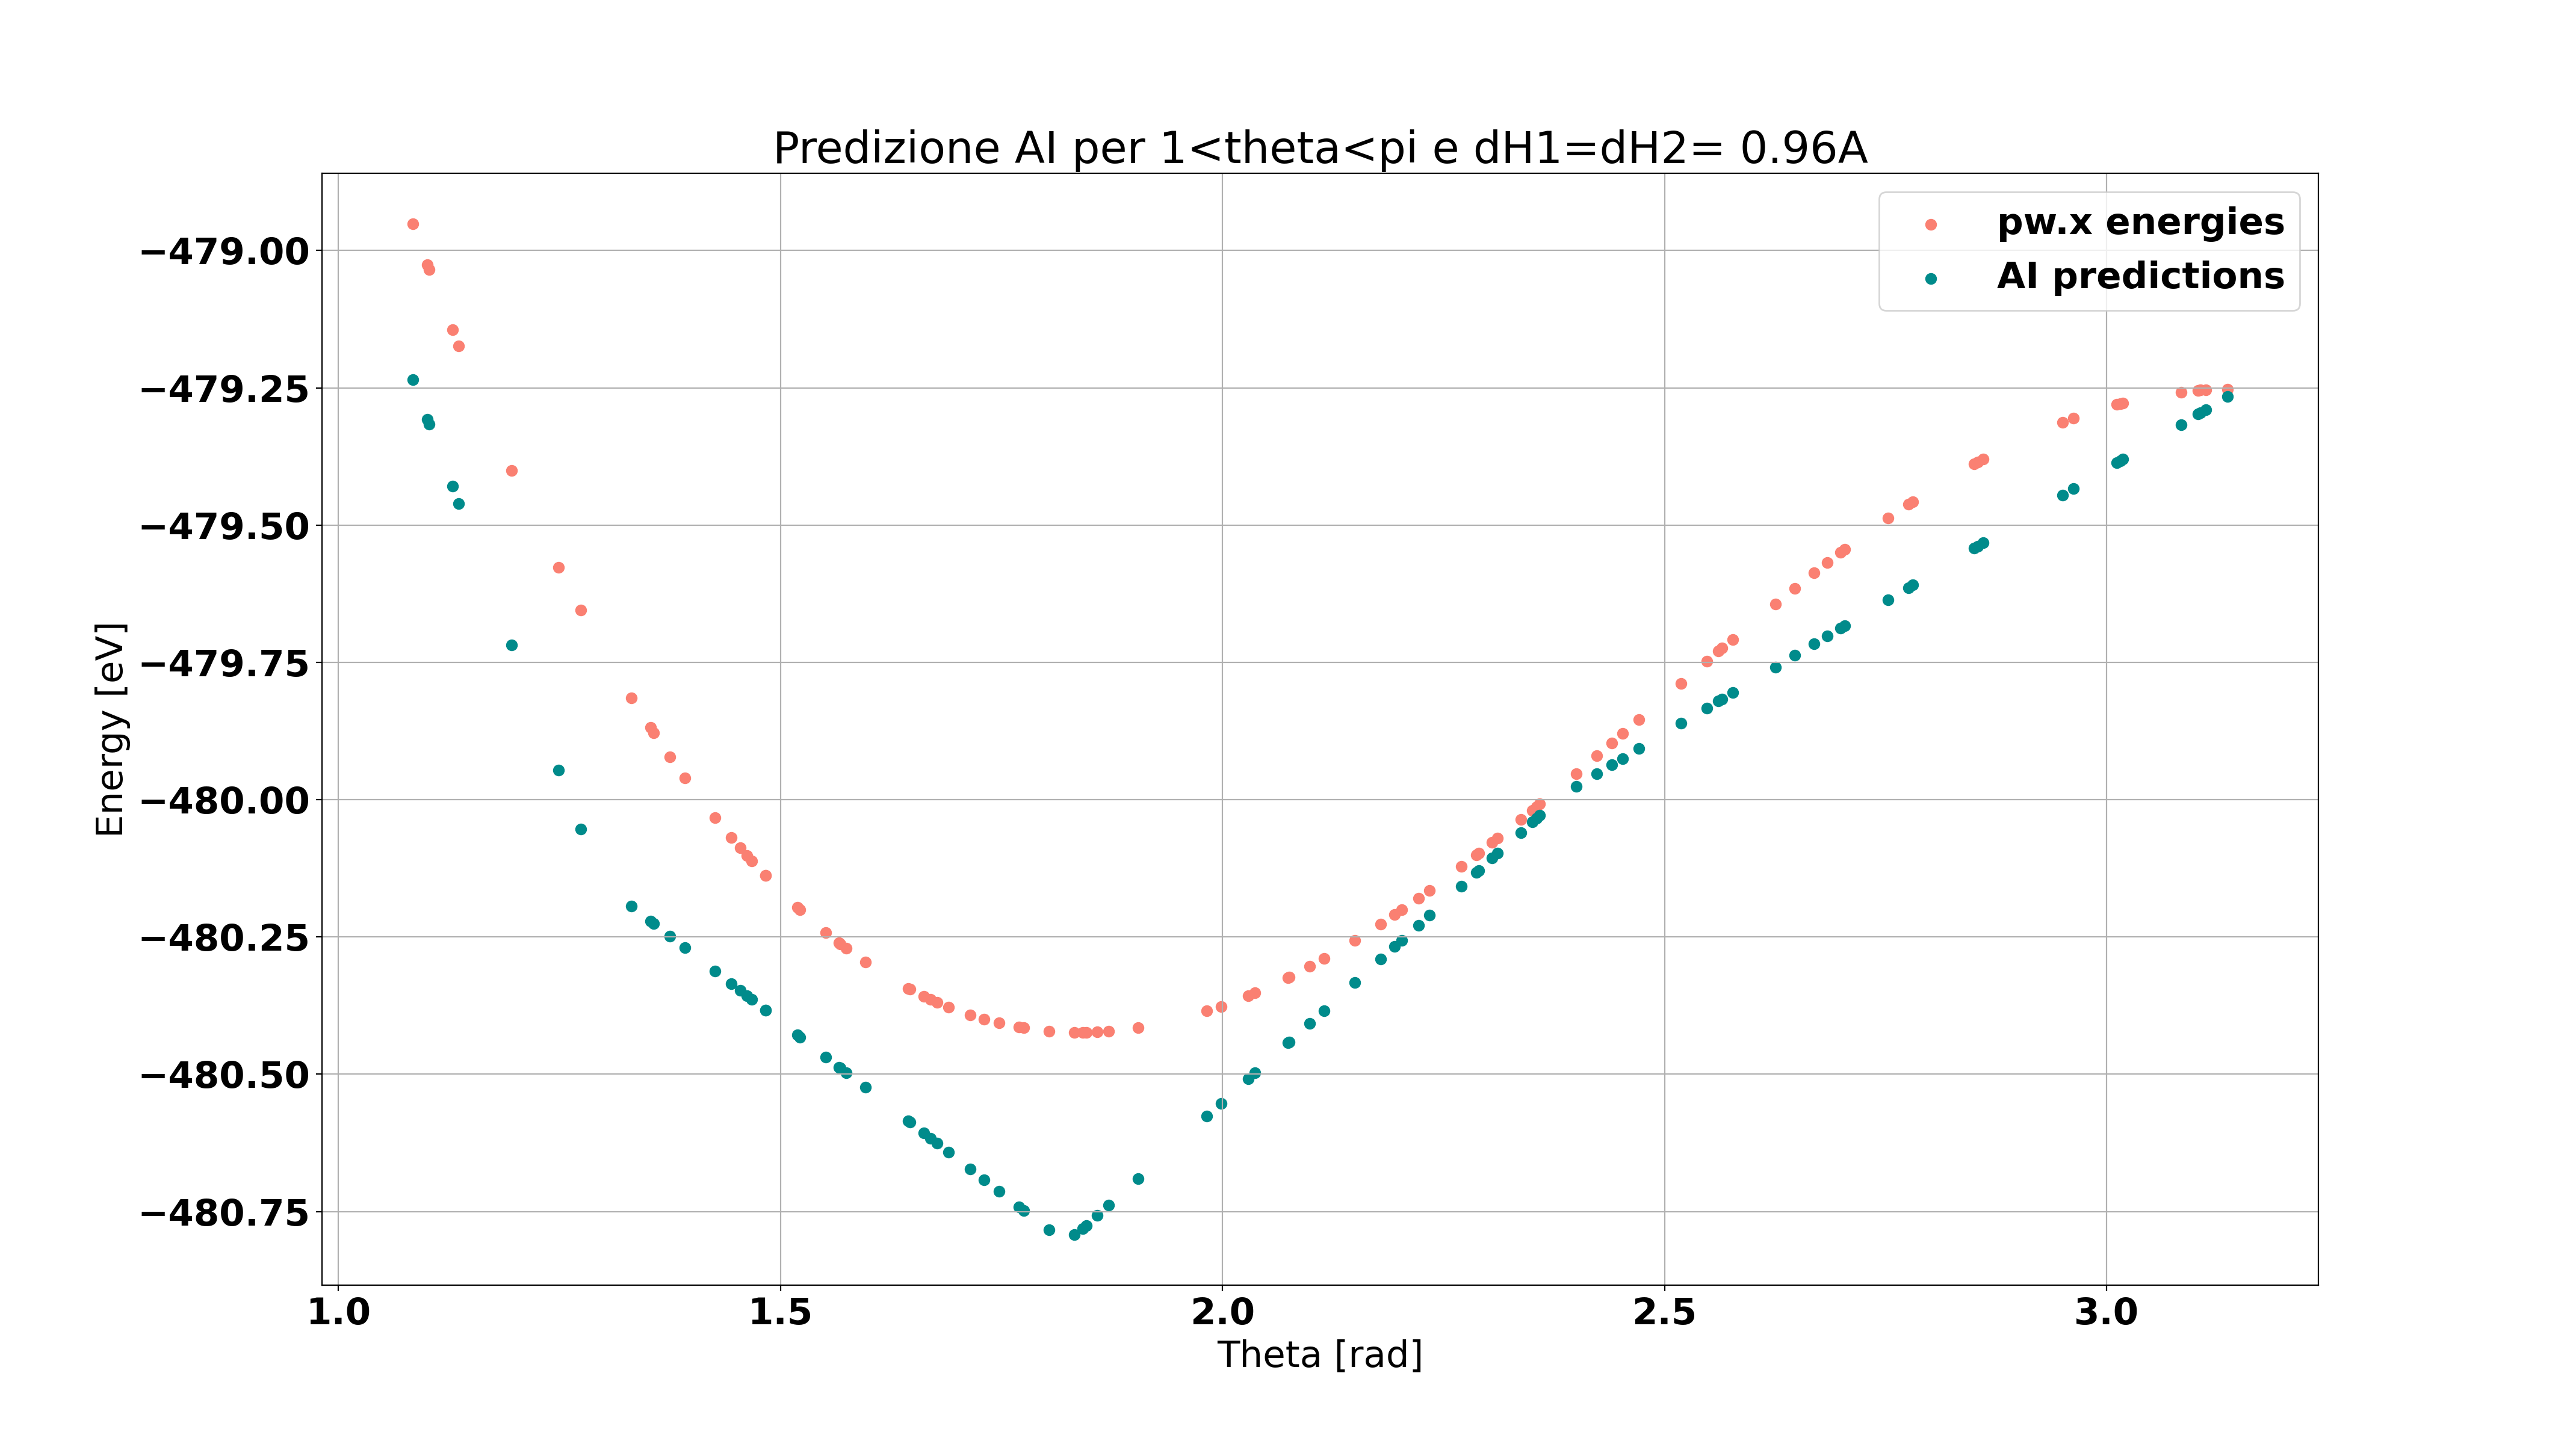 Predizione AI per 1<theta<pi e dH1=dH2= 0.96A
pw.x energies
AI predictions
Energy [eV]
−479.00
−479.25
−479.50
−479.75
−480.00
−480.25
−480.50
−480.75
1.0 1.5 2.0 2.5 3.0
Theta [rad]